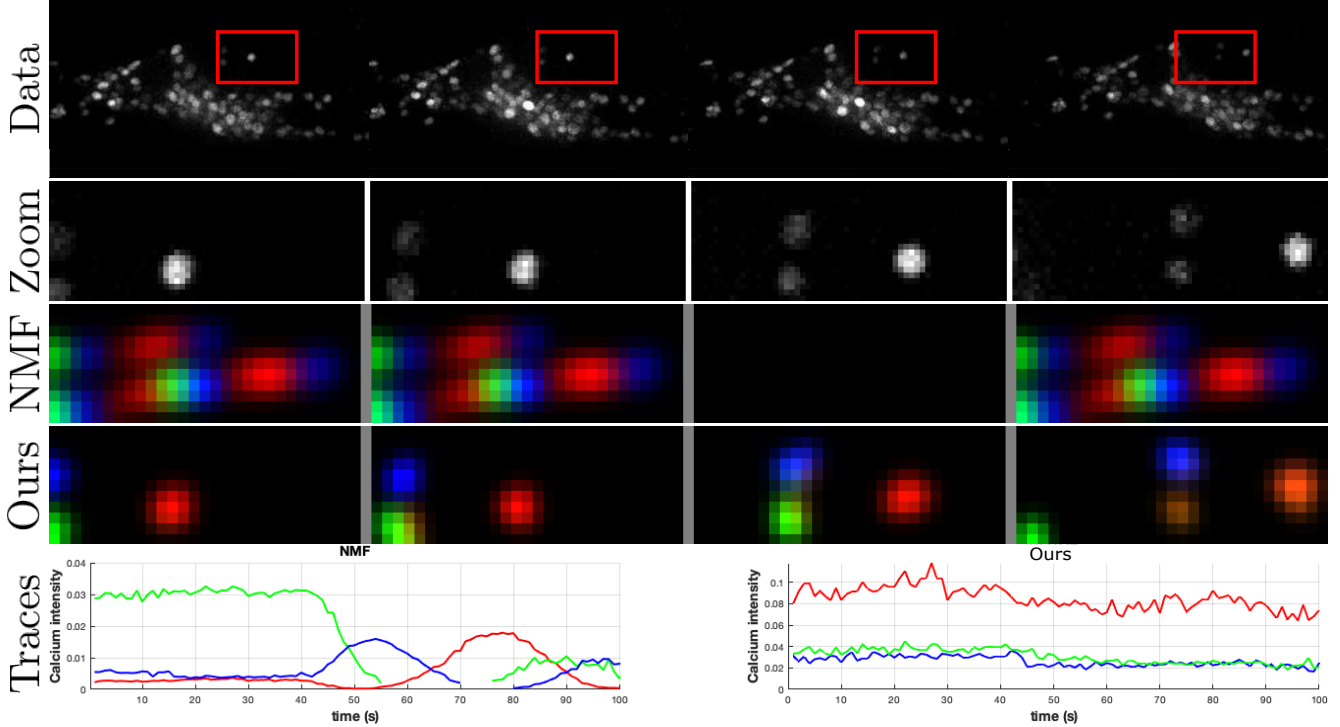 Data
Zoom
NMF
Ours
Traces
NMF
Calcium intensity
0.04
0.03
0.02
0.01
0
10 20 30 40 50 60 70 80 90 100
time (s)
Ours
Calcium intensity
0.1
0.08
0.06
0.04
0.02
0
0 10 20 30 40 50 60 70 80 90 100
time (s)